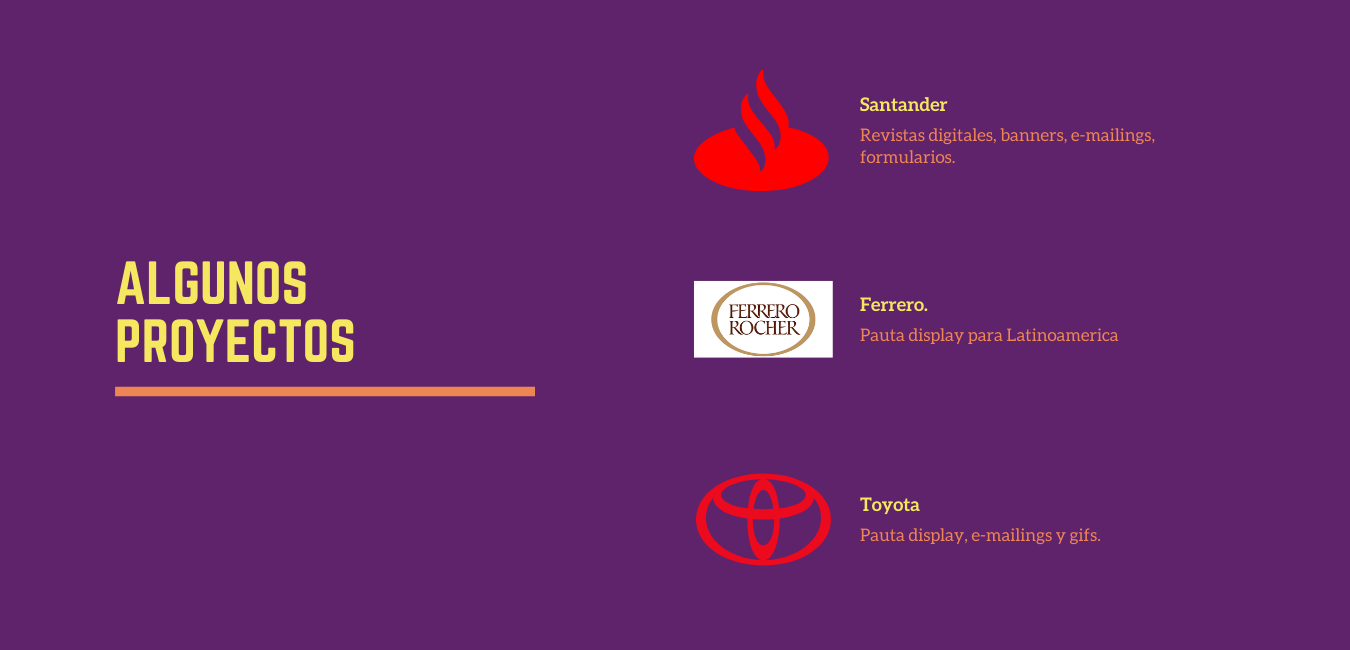 ALGUNOS
PROYECTOS
Santander
Revistas digitales, banners, e-mailings,
formularios.
FERRERO
ROCHER
Ferrero.
Pauta display para Latinoamerica
Toyota
Pauta display, e-mailings y gifs.